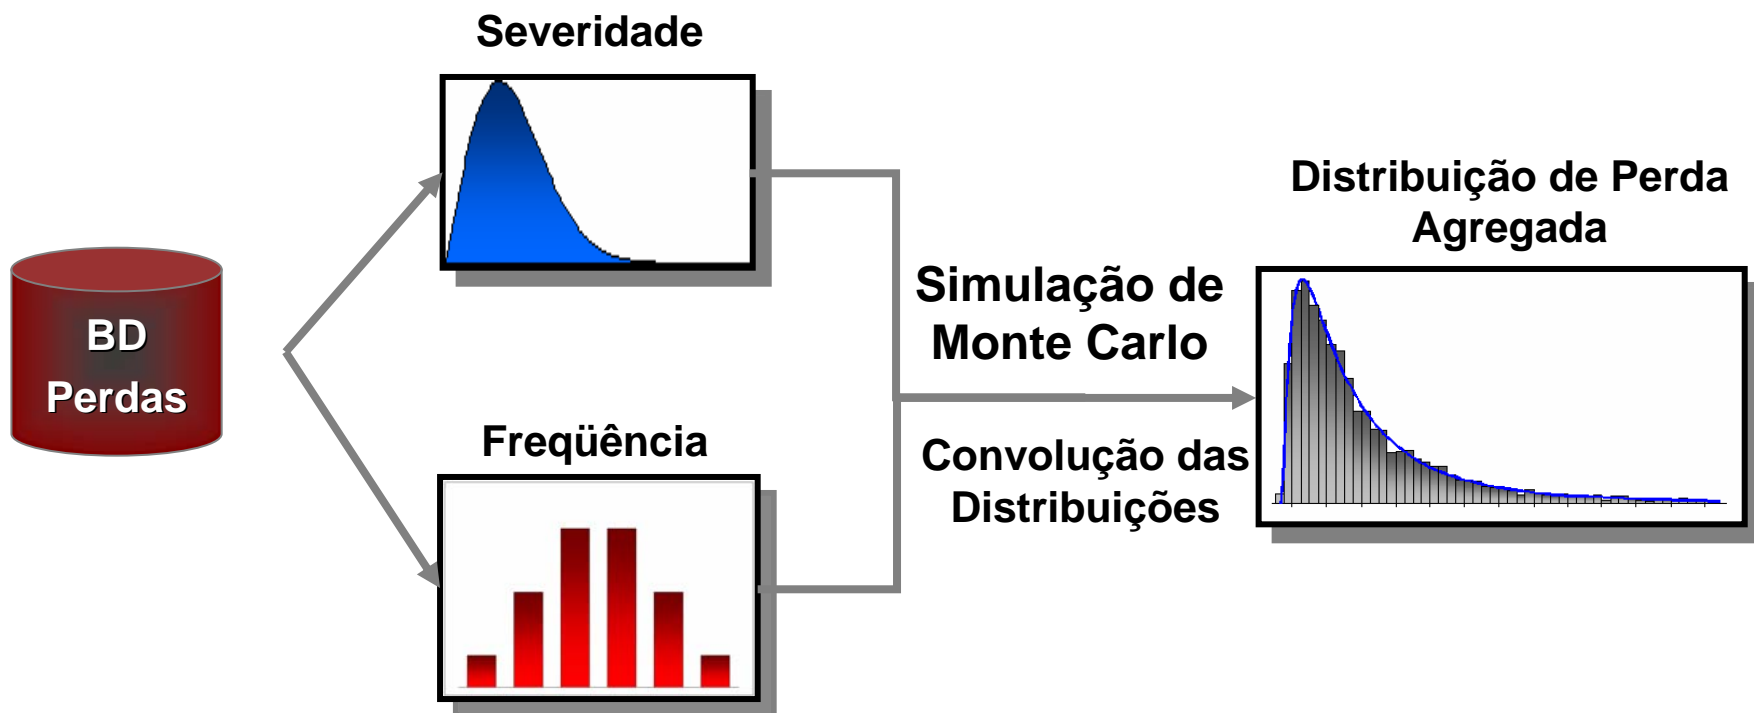 Severidade
BD
Perdas
Freqüência
Simulação de
Monte Carlo
Convolução das
Distribuições
Distribuição de Perda
Agregada